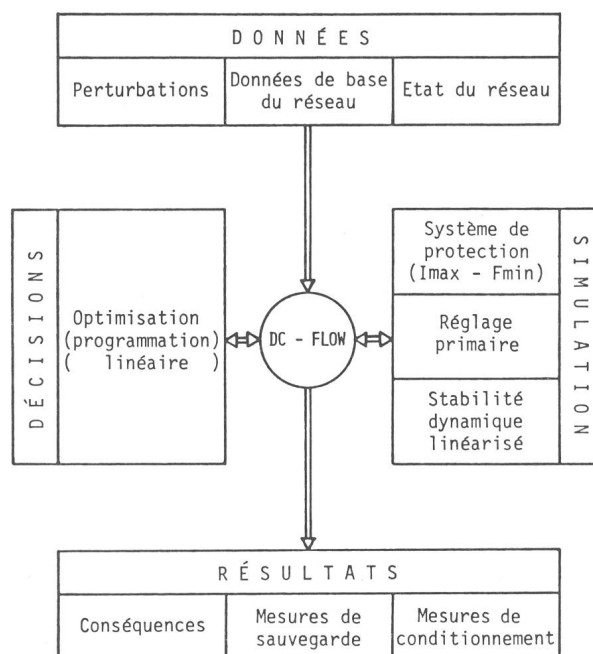 DONNÉES
Perturbations
Données de base
du réseau
Etat du réseau
DÉCISIONS
Optimisation
(programmation)
( linéaire )
DC - FLOW
Système de
protection
(Imax - Fmin)
Réglage
primaire
Stabilité
dynamique
linéarisé
SIMULATION
RÉSULTATS
Conséquences
Mesures de
sauvegarde
Mesures de
conditionnement